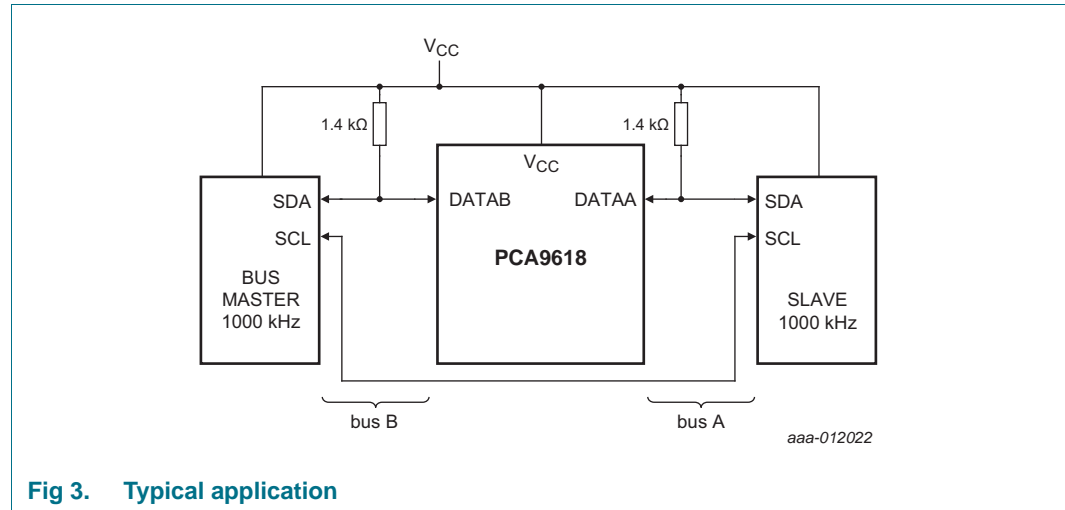 VCC
1.4 kΩ
1.4 kΩ
VCC
SDA
DATAB
DATAA
SDA
SCL
PCA9618
SCL
BUS
MASTER
1000 kHz
SLAVE
1000 kHz
bus B
bus A
aaa-012022
Fig 3. Typical application